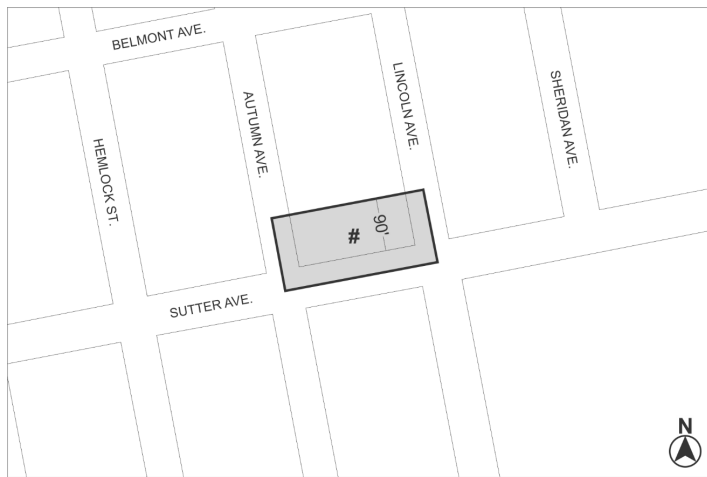 BELMONT AVE.
HEMLOCK ST.
AUTUMN AVE.
LINCOLN AVE.
SHERIDAN AVE.
#
90'
SUTTER AVE.
N